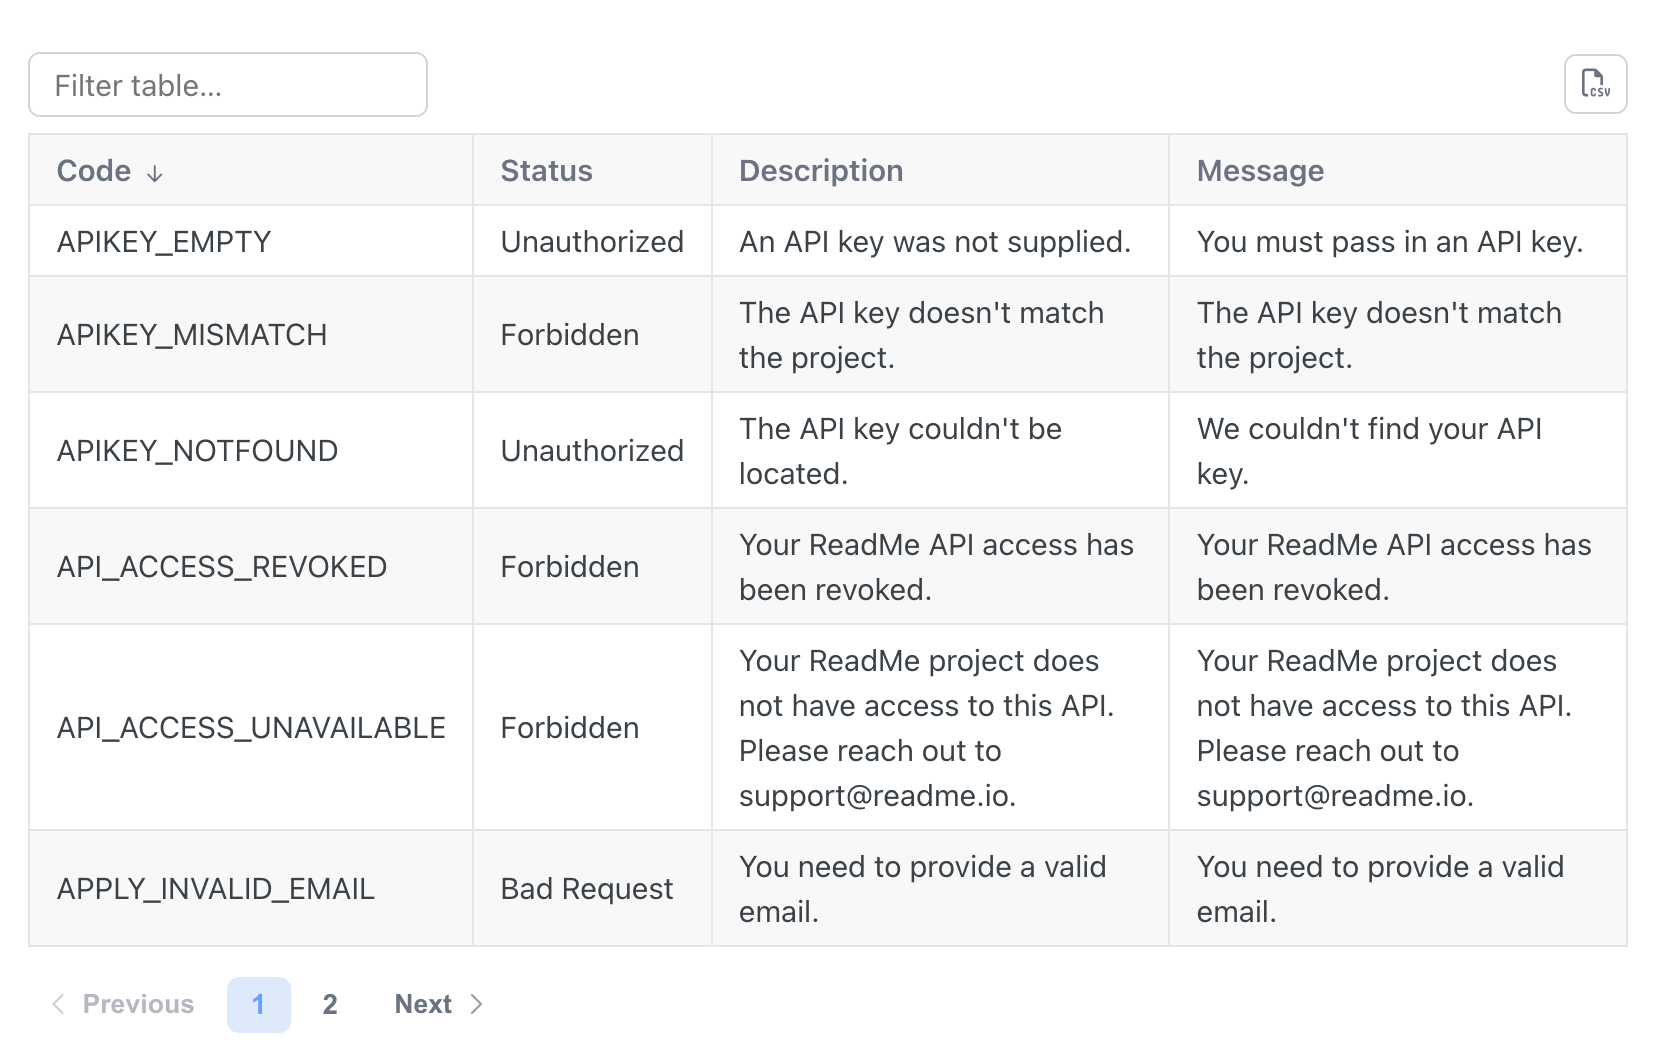 Filter table...
CSV
Code ↓ Status Description Message
APIKEY_EMPTY Unauthorized An API key was not supplied. You must pass in an API key.
APIKEY_MISMATCH Forbidden The API key doesn't match the project. The API key doesn't match the project.
APIKEY_NOTFOUND Unauthorized The API key couldn't be located. We couldn't find your API key.
API_ACCESS_REVOKED Forbidden Your ReadMe API access has been revoked. Your ReadMe API access has been revoked.
API_ACCESS_UNAVAILABLE Forbidden Your ReadMe project does not have access to this API. Please reach out to support@readme.io. Your ReadMe project does not have access to this API. Please reach out to support@readme.io.
APPLY_INVALID_EMAIL Bad Request You need to provide a valid email. You need to provide a valid email.
Previous 1 2 Next